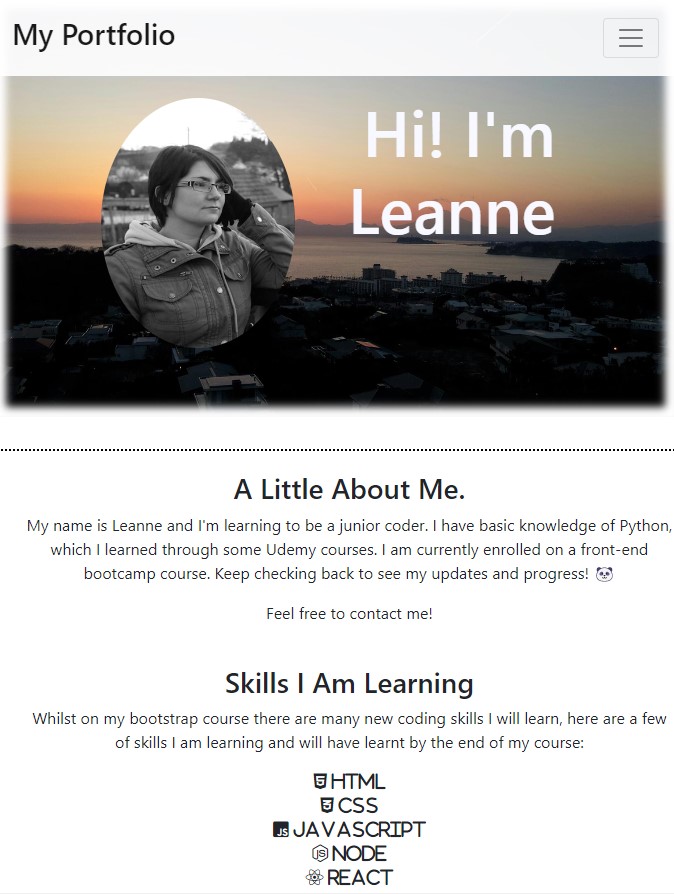 My Portfolio
Hi! I'm
Leanne
A Little About Me.
My name is Leanne and I'm learning to be a junior coder. I have basic knowledge of Python,
which I learned through some Udemy courses. I am currently enrolled on a front-end
bootcamp course. Keep checking back to see my updates and progress! 🐼
Feel free to contact me!
Skills I Am Learning
Whilst on my bootstrap course there are many new coding skills I will learn, here are a few
of skills I am learning and will have learnt by the end of my course:
HTML
CSS
JS JAVASCRIPT
JS NODE
REACT